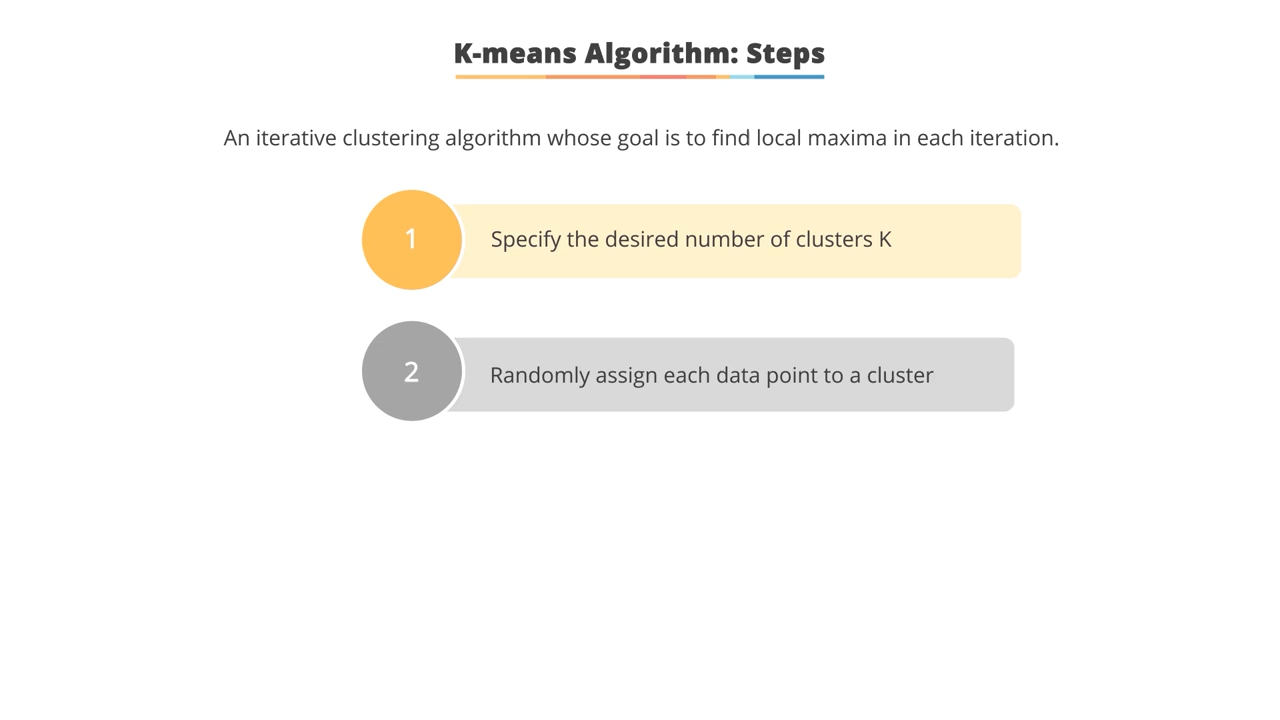 K-means Algorithm: Steps
An iterative clustering algorithm whose goal is to find local maxima in each iteration.
1
Specify the desired number of clusters K
2
Randomly assign each data point to a cluster